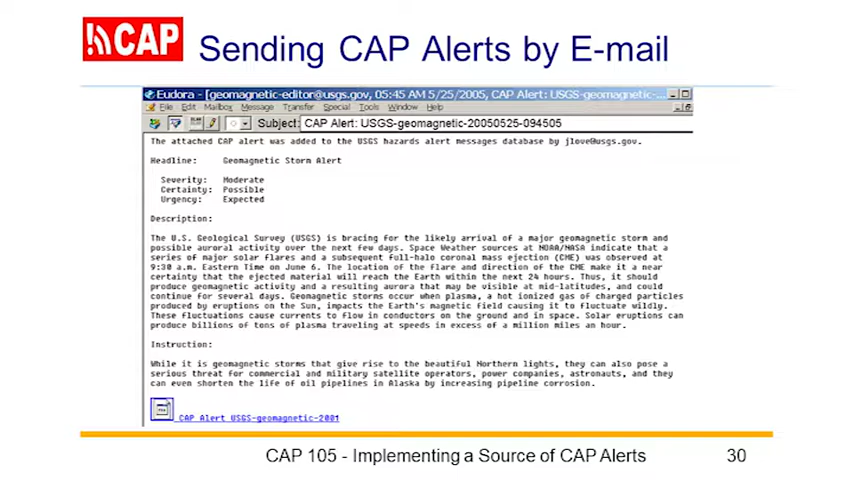 CAP
Sending CAP Alerts by E-mail
Eudora - [geomagnetic-editor@usgs.gov, 05:45 AM 5/25/2005, CAP Alert: USGS-geomagnetic-...
File Edit Mailbox Message Transfer Special Tools Window Help
Subject: CAP Alert: USGS-geomagnetic-20050525-094505
The attached CAP alert was added to the USGS hazards alert messages database by jlove@usgs.gov.
Headline: Geomagnetic Storm Alert
Severity: Moderate
Certainty: Possible
Urgency: Expected
Description:
The U.S. Geological Survey (USGS) is bracing for the likely arrival of a major geomagnetic storm and
possible auroral activity over the next few days. Space Weather sources at NOAA/NASA indicate that a
series of major solar flares and a subsequent full-halo coronal mass ejection (CME) was observed at
9:30 a.m. Eastern Time on June 6. The location of the flare and direction of the CME make it a near
certainty that the ejected material will reach the Earth within the next 24 hours. Thus, it should
produce geomagnetic activity and a resulting aurora that may be visible at mid-latitudes, and could
continue for several days. Geomagnetic storms occur when plasma, a hot ionized gas of charged particles
produced by eruptions on the Sun, impacts the Earth's magnetic field causing it to fluctuate wildly.
These fluctuations cause currents to flow in conductors on the ground and in space. Solar eruptions can
produce billions of tons of plasma traveling at speeds in excess of a million miles an hour.
Instruction:
While it is geomagnetic storms that give rise to the beautiful Northern lights, they can also pose a
serious threat for commercial and military satellite operators, power companies, astronauts, and they
can even shorten the life of oil pipelines in Alaska by increasing pipeline corrosion.
CAP Alert USGS-geomagnetic-2001
CAP 105 - Implementing a Source of CAP Alerts 30